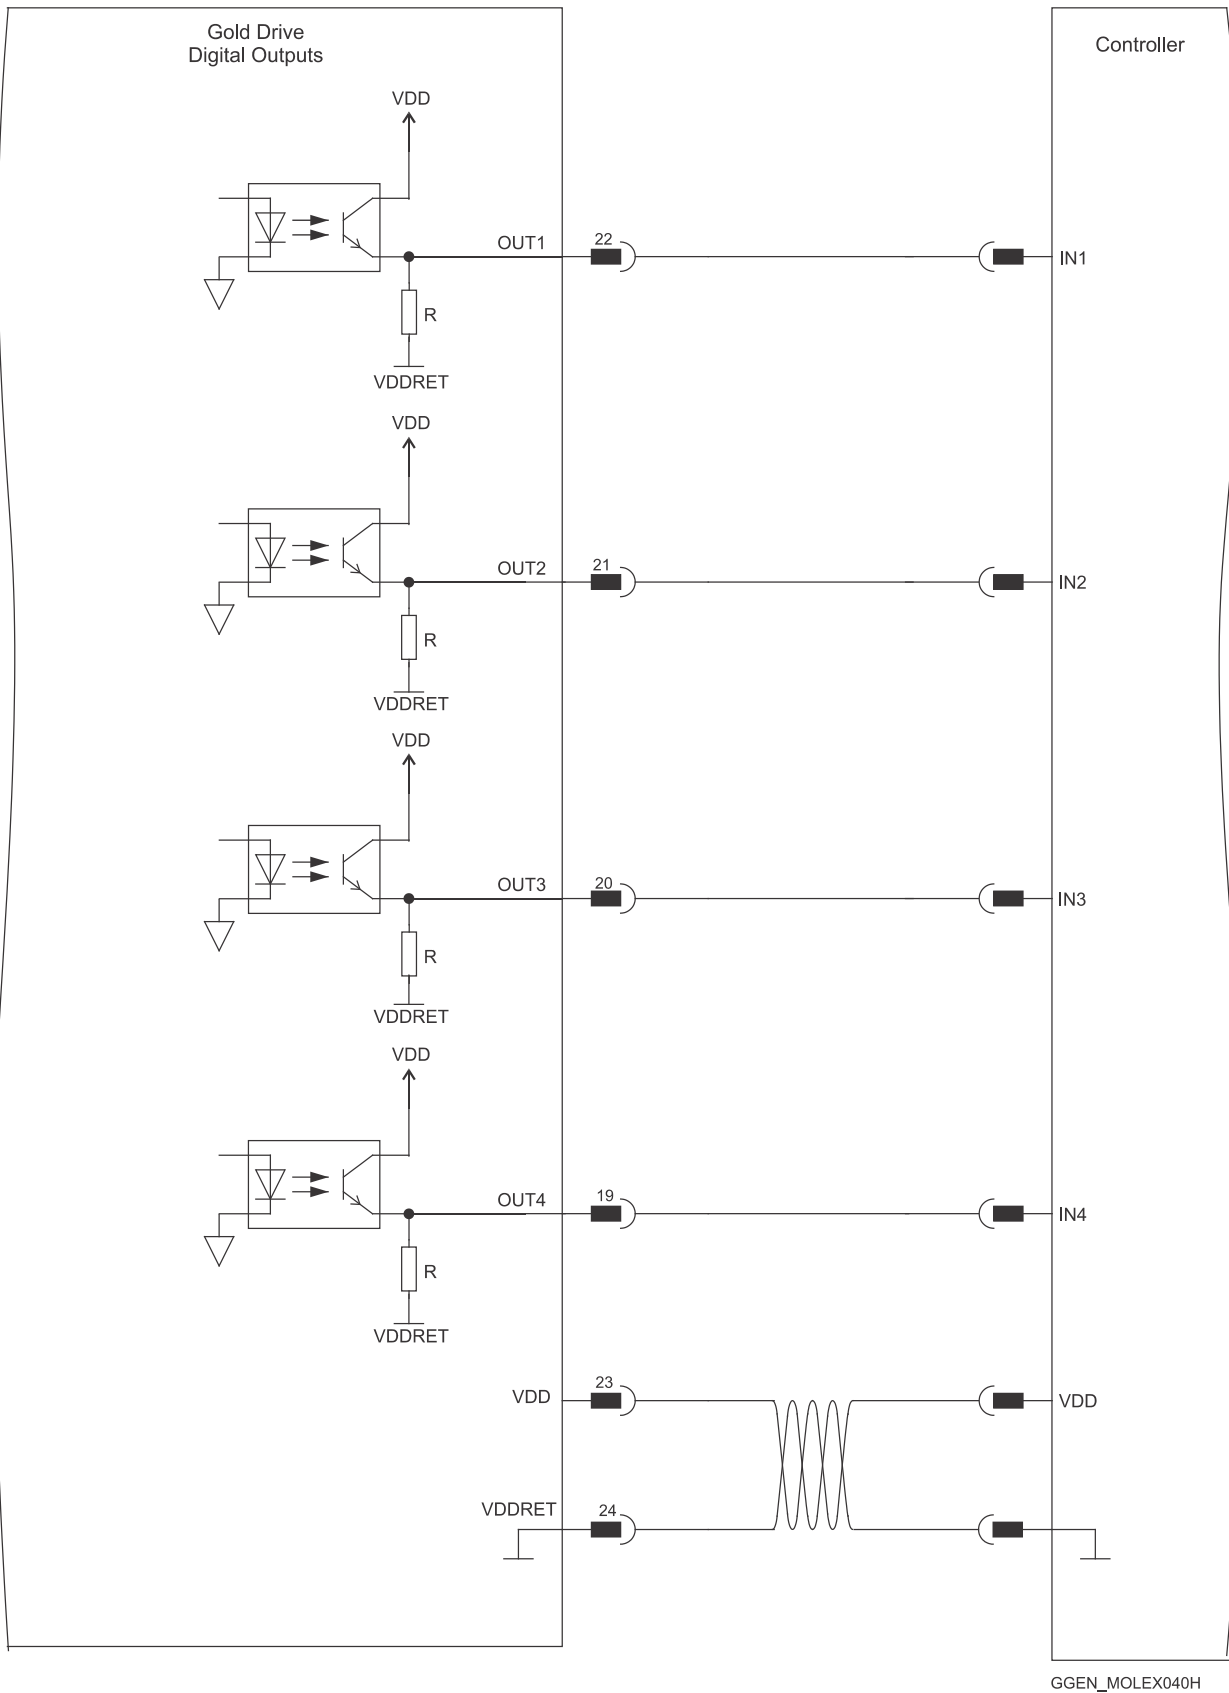 Gold Drive
Digital Outputs
Controller
VDD
OUT1
22
IN1
R
VDDRET
VDD
OUT2
21
IN2
R
VDDRET
VDD
OUT3
20
IN3
R
VDDRET
VDD
OUT4
19
IN4
R
VDDRET
VDD
23
VDD
VDDRET
24
GGEN_MOLEX040H